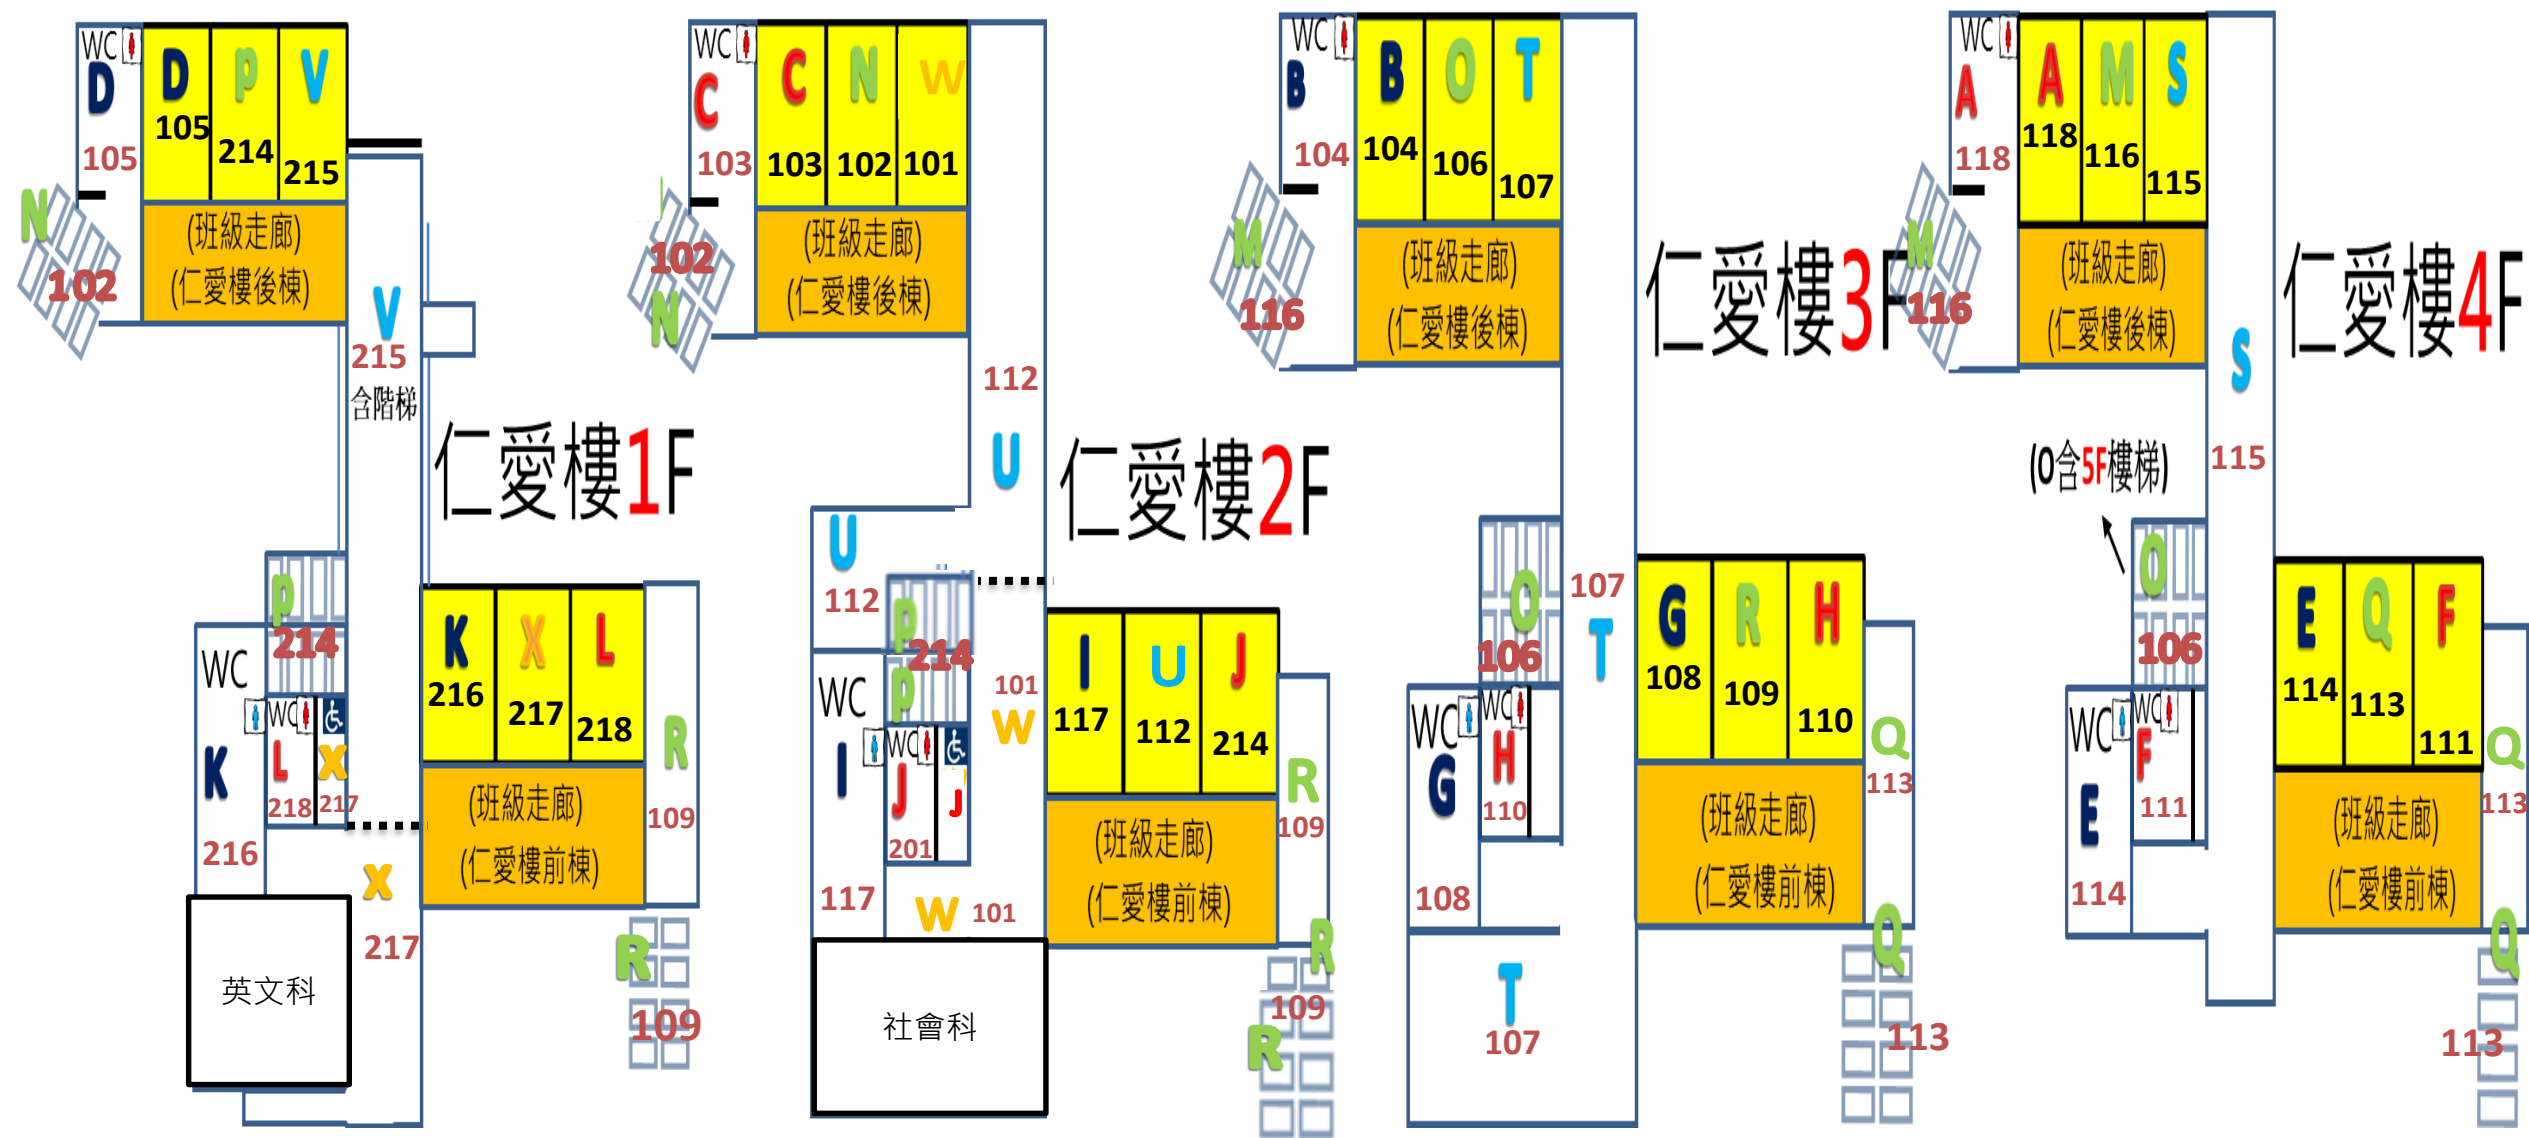 WC
D
105
D
105
p
214
V
215
N
102
(班級走廊)
(仁愛樓後棟)
V
215
含階梯
仁愛樓1F
p
214
WC
K
216
WC
L
218
X
217
K
216
X
217
L
218
R
109
(班級走廊)
(仁愛樓前棟)
X
217
英文科
R
109
WC
C
103
C
103
N
102
W
101
102
N
(班級走廊)
(仁愛樓後棟)
112
U
仁愛樓2F
U
112
P
214
p
WC
I
117
WC
J
201
J
101
W
W 101
I
117
U
112
J
214
(班級走廊)
(仁愛樓前棟)
R
109
社會科
R
109
R
WC
B
104
B
104
O
106
T
107
M
116
(班級走廊)
(仁愛樓後棟)
仁愛樓3F
O
106
107
T
WC
G
108
WC
H
110
G
108
R
109
H
110
Q
113
(班級走廊)
(仁愛樓前棟)
T
107
Q
113
WC
A
118
A
118
M
116
S
115
M
116
(班級走廊)
(仁愛樓後棟)
仁愛樓4F
S
115
(O含5F樓梯)
O
106
WC
E
114
WC
F
111
E
114
Q
113
F
111
Q
113
(班級走廊)
(仁愛樓前棟)
Q
113